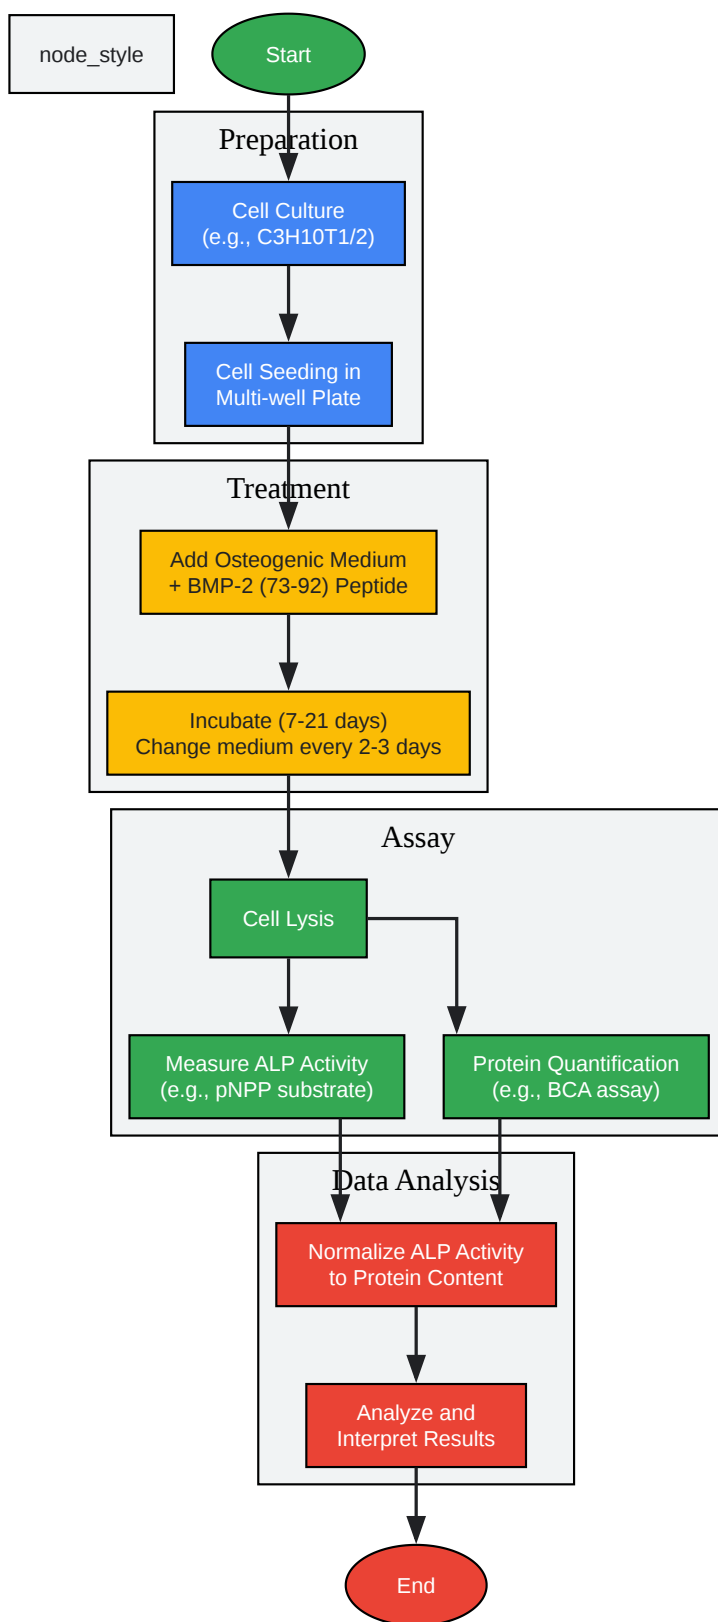 node_style
Start
Preparation
Cell Culture
(e.g., C3H10T1/2)
Cell Seeding in
Multi-well Plate
Treatment
Add Osteogenic Medium
+ BMP-2 (73-92) Peptide
Incubate (7-21 days)
Change medium every 2-3 days
Assay
Cell Lysis
Measure ALP Activity
(e.g., pNPP substrate)
Protein Quantification
(e.g., BCA assay)
Data Analysis
Normalize ALP Activity
to Protein Content
Analyze and
Interpret Results
End